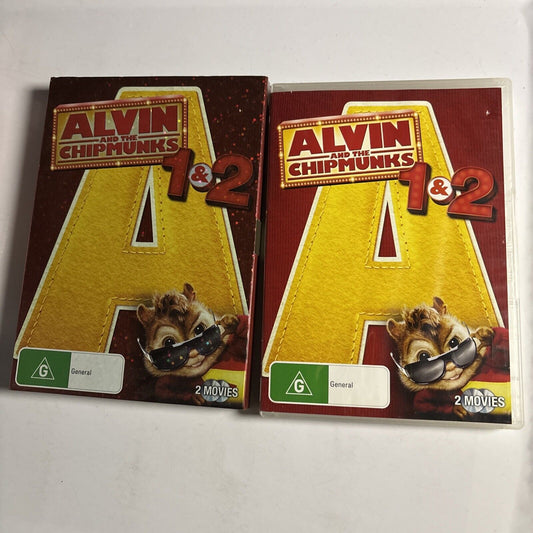 ALVIN
AND THE
CHIPMUNKS
1&2
G
General
2 MOVIES
ALVIN
AND THE
CHIPMUNKS
1&2
G
General
2 MOVIES